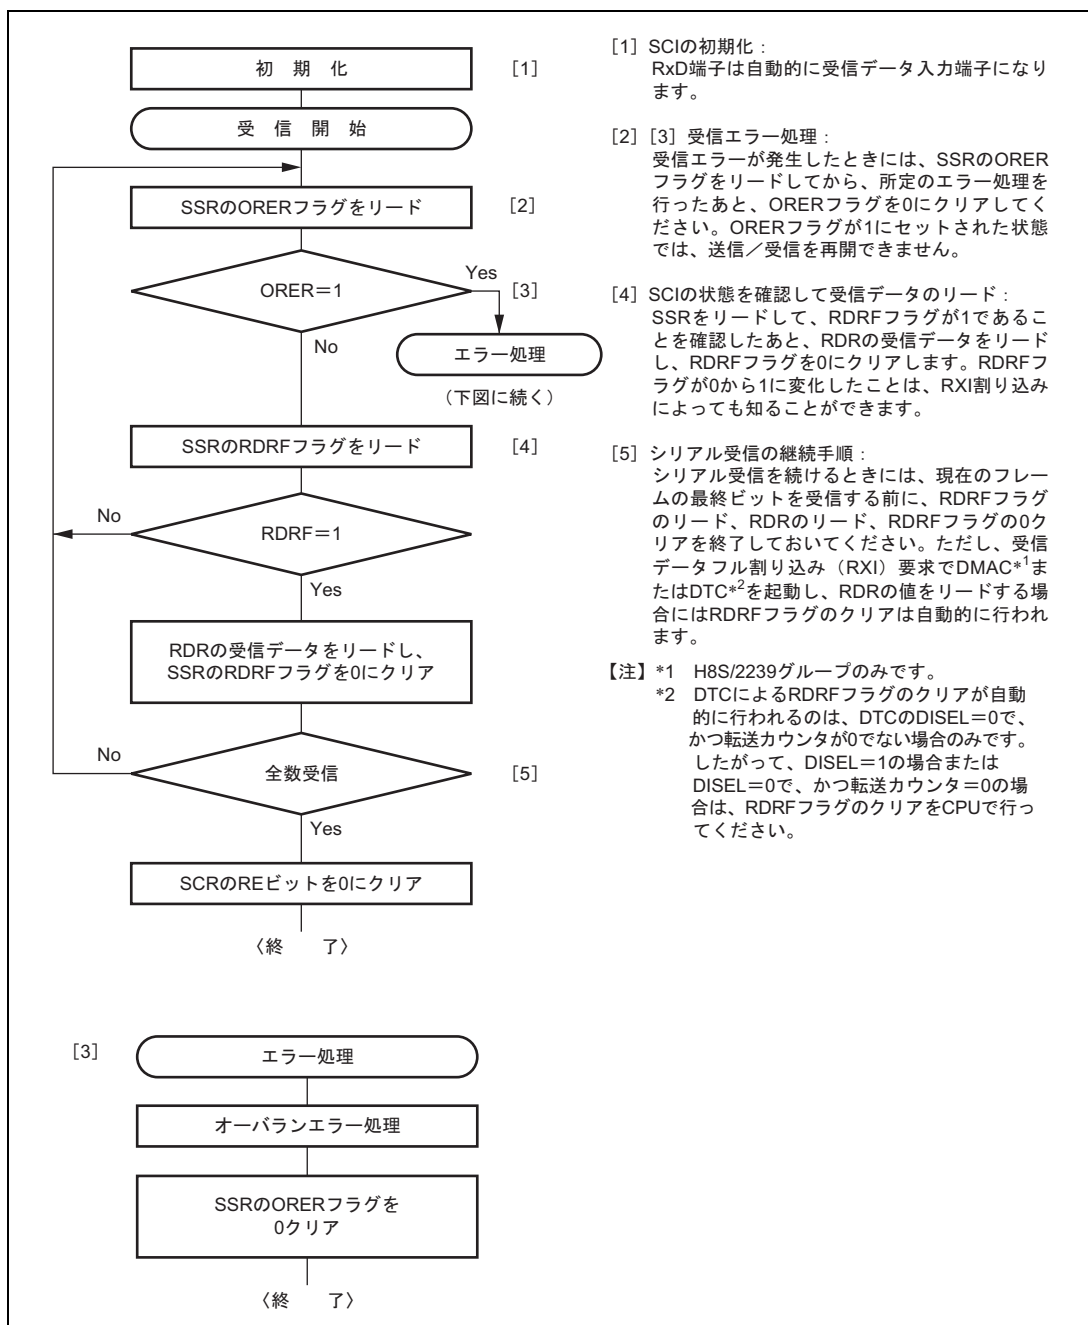 初 期 化 [1]
受 信 開 始
SSRのORERフラグをリード [2]
ORER＝1
Yes
[3]
No
エラー処理
（下図に続く）
SSRのRDRFフラグをリード [4]
No
RDRF＝1
Yes
RDRの受信データをリードし、
SSRのRDRFフラグを0にクリア
No
全数受信 [5]
Yes
SCRのREビットを0にクリア
〈終 了〉
[3] エラー処理
オーバランエラー処理
SSRのORERフラグを
0クリア
〈終 了〉
[1] SCIの初期化：
RxD端子は自動的に受信データ入力端子になり
ます。
[2] [3] 受信エラー処理：
受信エラーが発生したときには、SSRのORER
フラグをリードしてから、所定のエラー処理を
行ったあと、ORERフラグを0にクリアしてく
ださい。ORERフラグが1にセットされた状態
では、送信／受信を再開できません。
[4] SCIの状態を確認して受信データのリード：
SSRをリードして、RDRFフラグが1であるこ
とを確認したあと、RDRの受信データをリード
し、RDRFフラグを0にクリアします。RDRFフ
ラグが0から1に変化したことは、RXI割り込み
によっても知ることができます。
[5] シリアル受信の継続手順：
シリアル受信を続けるときには、現在のフレー
ムの最終ビットを受信する前に、RDRFフラグ
のリード、RDRのリード、RDRFフラグの0ク
リアを終了しておいてください。ただし、受信
データフル割り込み（RXI）要求でDMAC*1ま
たはDTC*2を起動し、RDRの値をリードする場
合にはRDRFフラグのクリアは自動的に行われ
ます。
【注】*1 H8S/2239グループのみです。
*2 DTCによるRDRFフラグのクリアが自動
的に行われるのは、DTCのDISEL＝0で、
かつ転送カウンタが0でない場合のみです。
したがって、DISEL＝1の場合または
DISEL＝0で、かつ転送カウンタ＝0の場
合は、RDRFフラグのクリアをCPUで行っ
てください。